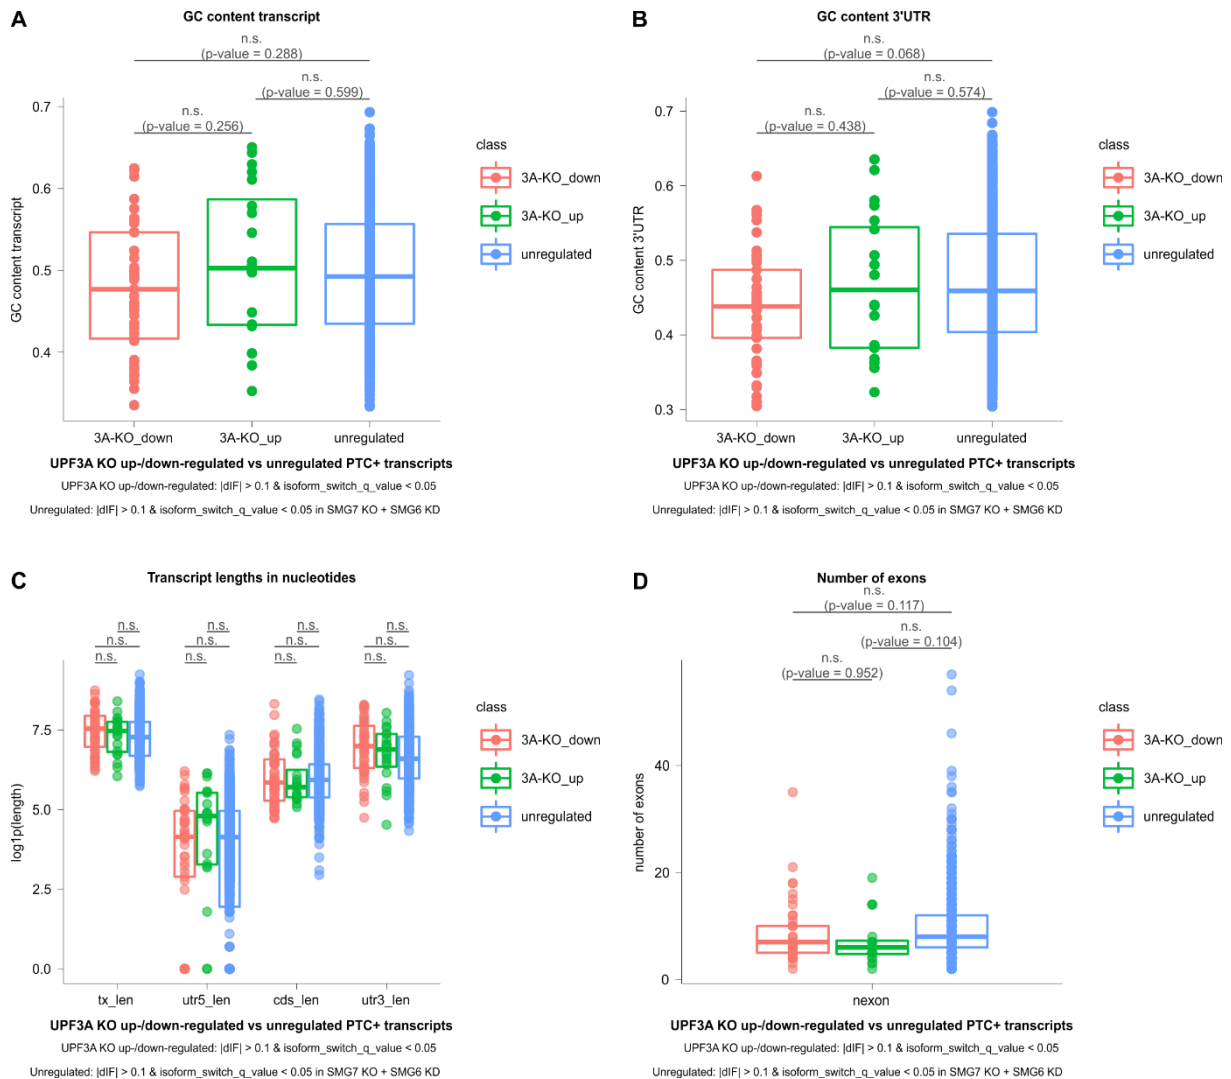 A
GC content transcript
n.s.
(p-value = 0.288)
n.s.
(p-value = 0.599)
n.s.
(p-value = 0.256)
0.7
0.6
0.5
0.4
GC content transcript
3A-KO_down
3A-KO_up
unregulated
class
3A-KO_down
3A-KO_up
unregulated
UPF3A KO up-/down-regulated vs unregulated PTC+ transcripts
UPF3A KO up-/down-regulated: |dIF| > 0.1 & isoform_switch_q_value < 0.05
Unregulated: |dIF| > 0.1 & isoform_switch_q_value < 0.05 in SMG7 KO + SMG6 KD
B
GC content 3'UTR
n.s.
(p-value = 0.068)
n.s.
(p-value = 0.574)
n.s.
(p-value = 0.438)
0.7
0.6
0.5
0.4
0.3
GC content 3'UTR
3A-KO_down
3A-KO_up
unregulated
class
3A-KO_down
3A-KO_up
unregulated
UPF3A KO up-/down-regulated vs unregulated PTC+ transcripts
UPF3A KO up-/down-regulated: |dIF| > 0.1 & isoform_switch_q_value < 0.05
Unregulated: |dIF| > 0.1 & isoform_switch_q_value < 0.05 in SMG7 KO + SMG6 KD
C
Transcript lengths in nucleotides
n.s. n.s. n.s. n.s.
n.s. n.s. n.s. n.s.
n.s. n.s. n.s. n.s.
7.5
5.0
2.5
0.0
log1p(length)
tx_len
utr5_len
cds_len
utr3_len
class
3A-KO_down
3A-KO_up
unregulated
UPF3A KO up-/down-regulated vs unregulated PTC+ transcripts
UPF3A KO up-/down-regulated: |dIF| > 0.1 & isoform_switch_q_value < 0.05
Unregulated: |dIF| > 0.1 & isoform_switch_q_value < 0.05 in SMG7 KO + SMG6 KD
D
Number of exons
n.s.
(p-value = 0.117)
n.s.
(p-value = 0.104)
n.s.
(p-value = 0.952)
40
20
0
number of exons
nexon
class
3A-KO_down
3A-KO_up
unregulated
UPF3A KO up-/down-regulated vs unregulated PTC+ transcripts
UPF3A KO up-/down-regulated: |dIF| > 0.1 & isoform_switch_q_value < 0.05
Unregulated: |dIF| > 0.1 & isoform_switch_q_value < 0.05 in SMG7 KO + SMG6 KD